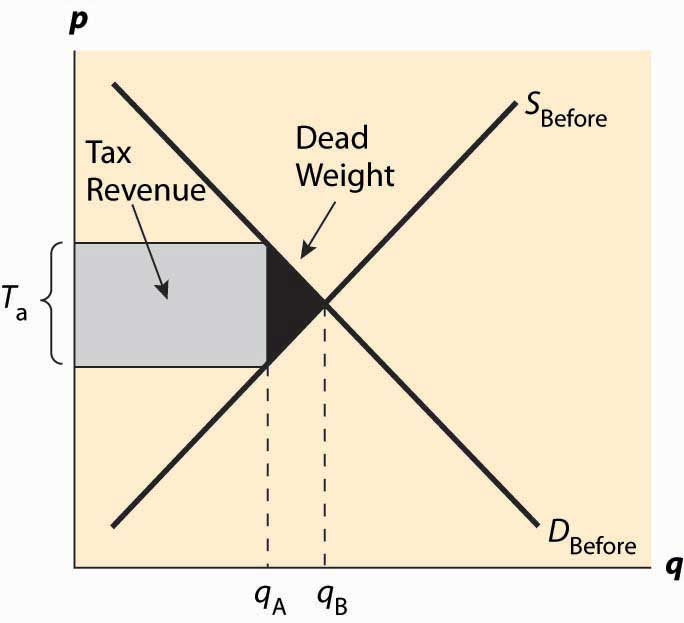 p
S_Before
Dead
Weight
Tax
Revenue
T_a
D_Before
q
q_A
q_B